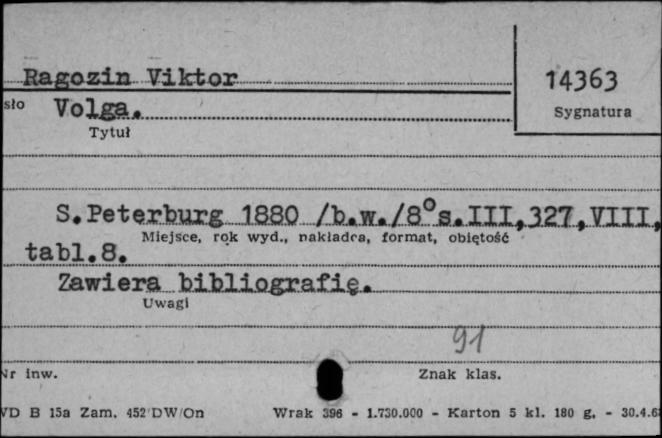 Ragozin Viktor
14363
sło Volga.
Sygnatura
Tytuł
S.Peterburg 1880 /b.w./8° s.III,327,VIII,
Miejsce, rok wyd., nakładca, format, objętość
tabl.8.
Zawiera bibliografię.
Uwagi
91
Nr inw.
Znak klas.
VD B 15a Zam. 452 DW/On Wrak 396 - 1.730.000 - Karton 5 kl. 180 g. - 30.4.6